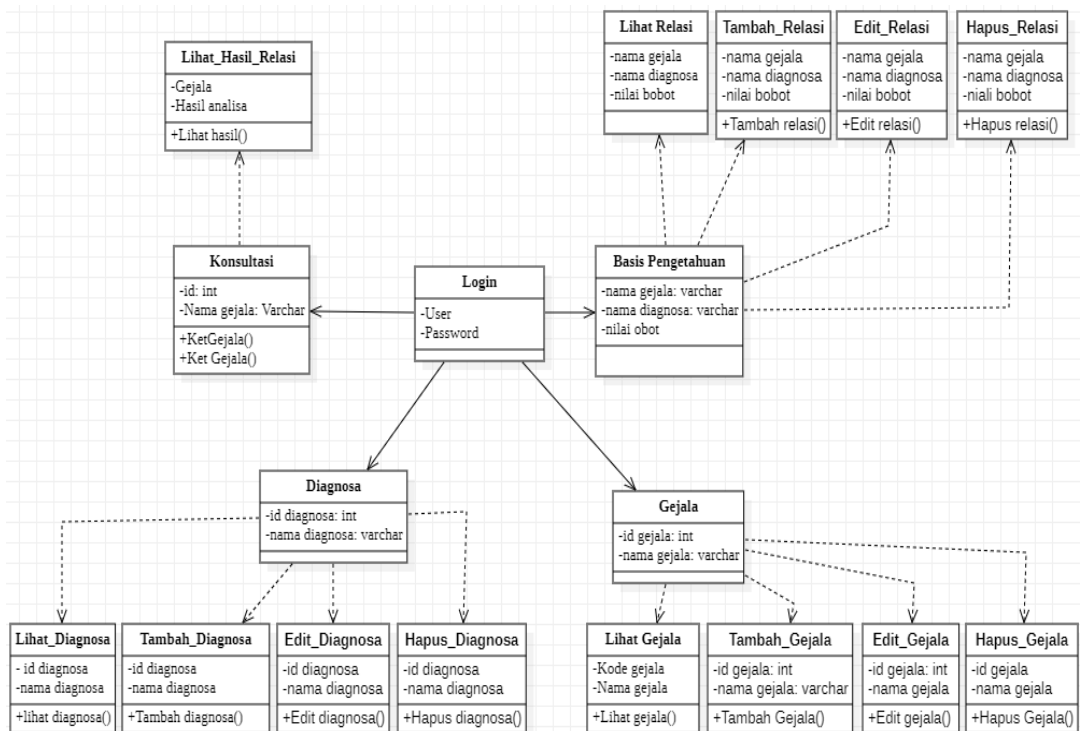 Lihat_Hasil_Relasi
-Gejala
-Hasil analisa
+Lihat hasil()
Lihat Relasi
-nama gejala
-nama diagnosa
-nilai bobot
Tambah_Relasi
-nama gejala
-nama diagnosa
-nilai bobot
+Tambah relasi()
Edit_Relasi
-nama gejala
-nama diagnosa
-nilai bobot
+Edit relasi()
Hapus_Relasi
-nama gejala
-nama diagnosa
-niali bobot
+Hapus relasi()
Konsultasi
-id: int
-Nama gejala: Varchar
+KetGejala()
+Ket Gejala()
Login
-User
-Password
Basis Pengetahuan
-nama gejala: varchar
-nama diagnosa: varchar
-nilai obot
Diagnosa
-id diagnosa: int
-nama diagnosa: varchar
Gejala
-id gejala: int
-nama gejala: varchar
Lihat_Diagnosa
- id diagnosa
-nama diagnosa
+lihat diagnosa()
Tambah_Diagnosa
-id diagnosa
-nama diagnosa
+Tambah diagnosa()
Edit_Diagnosa
-id diagnosa
-nama diagnosa
+Edit diagnosa()
Hapus_Diagnosa
-id diagnosa
-nama diagnosa
+Hapus diagnosa()
Lihat Gejala
-Kode gejala
-Nama gejala
+Lihat gejala()
Tambah_Gejala
-id gejala: int
-nama gejala: varchar
+Tambah Gejala()
Edit_Gejala
-id gejala: int
-nama gejala
+Edit gejala()
Hapus_Gejala
-id gejala
-nama gejala
+Hapus Gejala()